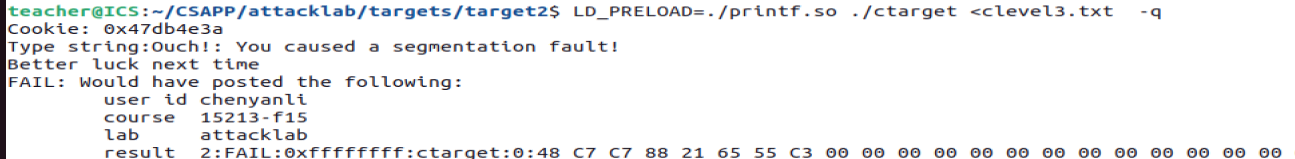 teacher@ICS:~/CSAPP/attacklab/targets/target2$ LD_PRELOAD=./printf.so ./ctarget <clevel3.txt  -q
Cookie: 0x47db4e3a
Type string:Ouch!: You caused a segmentation fault!
Better luck next time
FAIL: Would have posted the following:
        user id chenyanli
        course  15213-f15
        lab     attacklab
        result  2:FAIL:0xffffffff:ctarget:0:48 C7 C7 88 21 65 55 C3 00 00 00 00 00 00 00 00 00 00 00 00 00